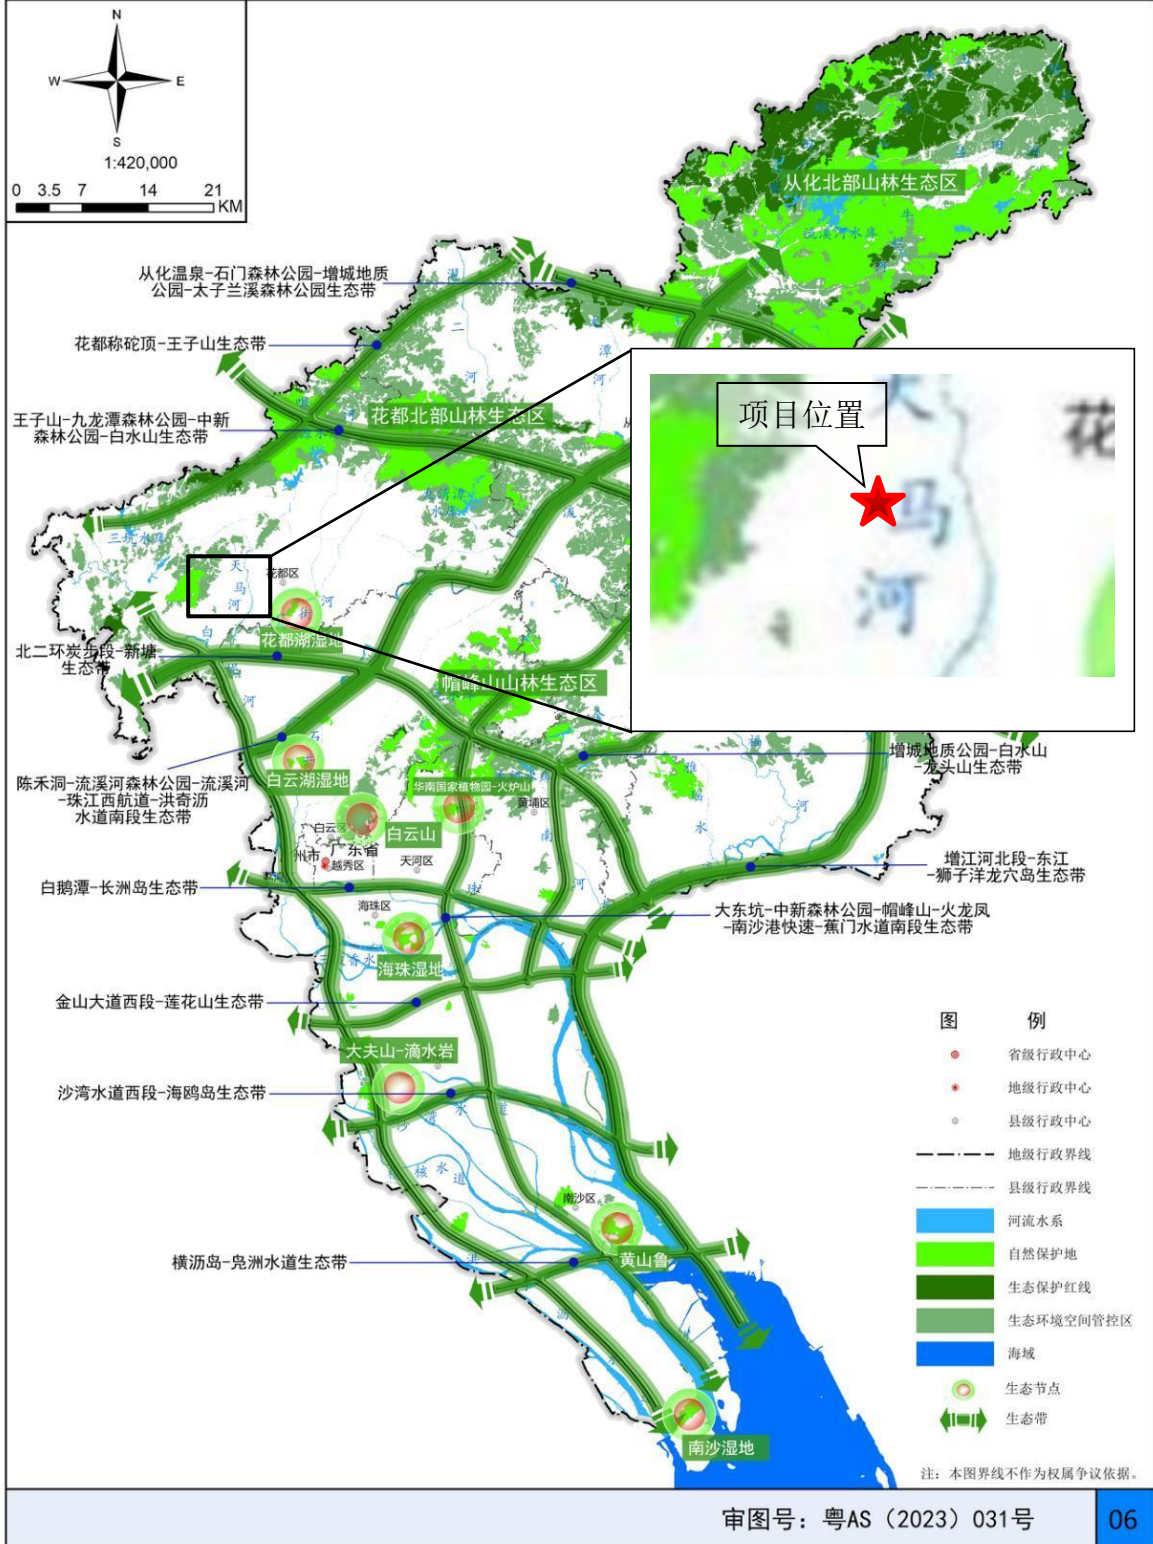 N
W
E
S
1:420,000
0 3.5 7 14 21
KM
从化北部山林生态区
流溪河水库
从化温泉-石门森林公园-增城地质
公园-太子兰溪森林公园生态带
花都称砣顶-王子山生态带
王子山-九龙潭森林公园-中新
森林公园-白水山生态带
花都北部山林生态区
三坑水库
天
马
河
花都区
花都湖湿地
项目位置
马
河
花
北二环炭步段-新塘
生态带
帽峰山山林生态区
白云湖湿地
陈禾洞-流溪河森林公园-流溪河
-珠江西航道-洪奇沥
水道南段生态带
增城地质公园-白水山
-龙头山生态带
华南国家植物园-火炉山
黄埔区
白云区
白云山
广东省
州市
越秀区
天河区
白鹅潭-长洲岛生态带
增江河北段-东江
-狮子洋龙穴岛生态带
海珠区
大东坑-中新森林公园-帽峰山-火龙凤
-南沙港快速-蕉门水道南段生态带
海珠湿地
金山大道西段-莲花山生态带
大夫山-滴水岩
沙湾水道西段-海鸥岛生态带
南沙区
黄山鲁
横沥岛-凫洲水道生态带
南沙湿地
图 例
省级行政中心
地级行政中心
县级行政中心
地级行政界线
县级行政界线
河流水系
自然保护地
生态保护红线
生态环境空间管控区
海域
生态节点
生态带
注：本图界线不作为权属争议依据。
审图号：粤AS（2023）031号
06